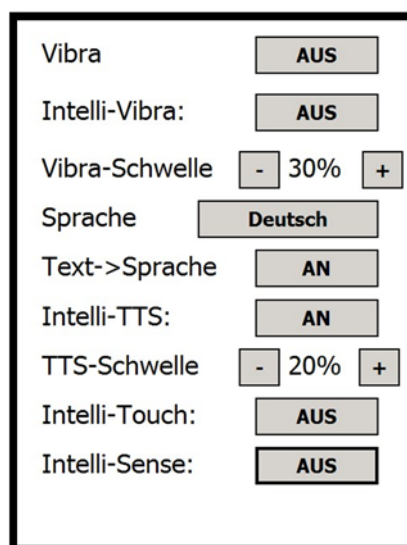 Vibra AUS
Intelli-Vibra: AUS
Vibra-Schwelle - 30% +
Sprache Deutsch
Text->Sprache AN
Intelli-TTS: AN
TTS-Schwelle - 20% +
Intelli-Touch: AUS
Intelli-Sense: AUS